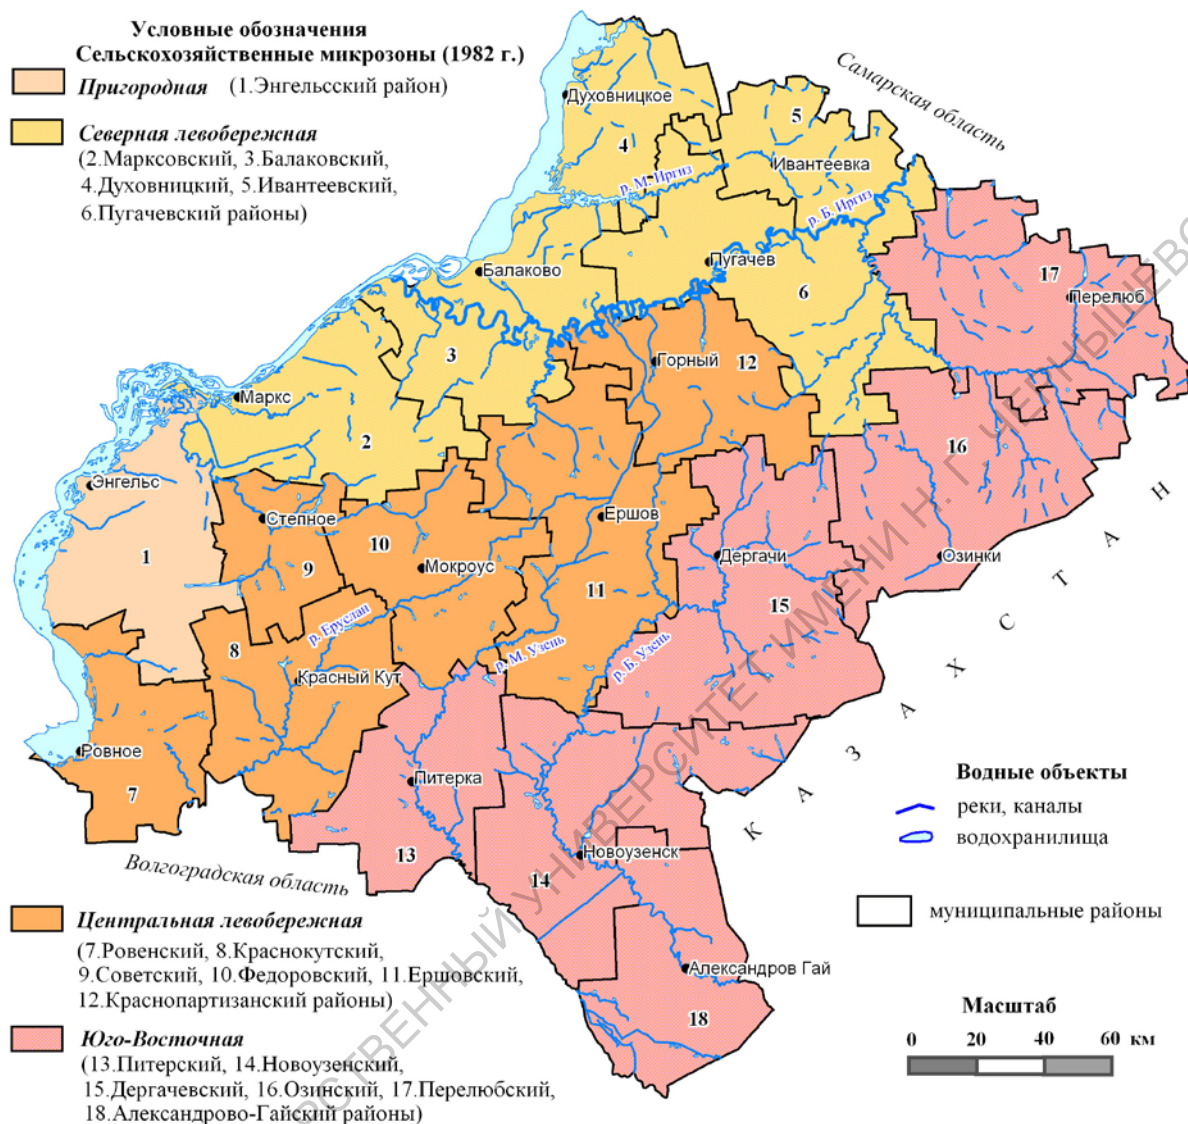 Условные обозначения
Сельскохозяйственные микрозоны (1982 г.)
Пригородная (1.Энгельсский район)
Северная левобережная
(2.Марксовский, 3.Балаковский,
4.Духовницкий, 5.Ивантеевский,
6.Пугачевский районы)
Самарская область
Духовницкое
4
5
Ивантеевка
р. М. Иргиз
р. Б. Иргиз
Балаково
Пугачев
6
17
Перелюб
3
Горный
12
Маркс
2
16
Энгельс
Степное
Ершов
1
9
10
Мокроус
11
Дергачи
15
Озинки
р. Еруслан
8
р. М. Узень
р. Б. Узень
Красный Кут
Ровное
7
Питерка
13
14
Новоузенск
Александров Гай
18
Волгоградская область
К А З А Х С Т А Н
СТВЕННЫЙ УНИВЕРСИТЕТ ИМЕНИ Н. Г. ЧЕРНЫШЕВС
Водные объекты
реки, каналы
водохранилища
муниципальные районы
Масштаб
0 20 40 60 км
Центральная левобережная
(7.Ровенский, 8.Краснокутский,
9.Советский, 10.Федоровский, 11.Ершовский,
12.Краснопартизанский районы)
Юго-Восточная
(13.Питерский, 14.Новоузенский,
15.Дергачевский, 16.Озинский, 17.Перелюбский,
18.Александрово-Гайский районы)